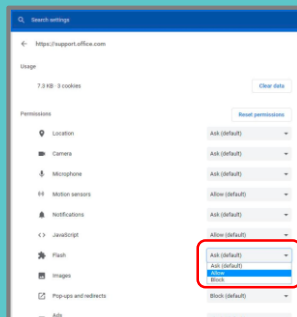 Search settings
https://support.office.com
Usage
7.3 KB · 3 cookies
Clear data
Permissions
Reset permissions
Location
Ask (default)
Camera
Ask (default)
Microphone
Ask (default)
Motion sensors
Allow (default)
Notifications
Ask (default)
JavaScript
Allow (default)
Flash
Ask (default)
Ask (default)
Allow
Block
Images
Pop-ups and redirects
Block (default)
Ads